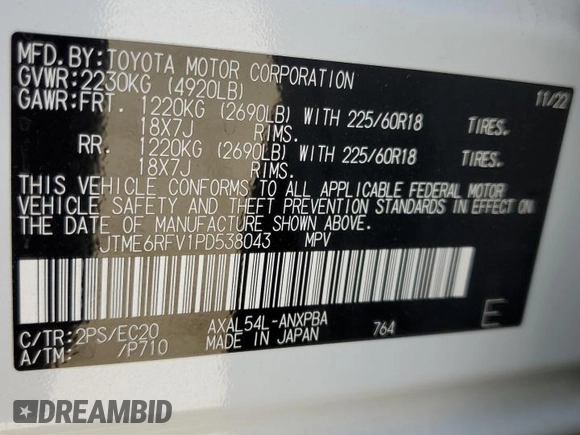 MFD.BY:TOYOTA MOTOR CORPORATION 11/22
GVWR:2230KG (4920LB)
GAWR:FRT. 1220KG (2690LB) WITH 225/60R18 TIRES.
18X7J RIMS.
RR. 1220KG (2690LB) WITH 225/60R18 TIRES.
18X7J RIMS.
THIS VEHICLE CONFORMS TO ALL APPLICABLE FEDERAL MOTOR
VEHICLE SAFETY AND THEFT PREVENTION STANDARDS IN EFFECT ON
THE DATE OF MANUFACTURE SHOWN ABOVE.
JTME6RFV1PD538043 MPV
C/TR:2PS/EC20 AXAL54L-ANXPBA 764 E
A/TM: /P710 MADE IN JAPAN
DREAMBID